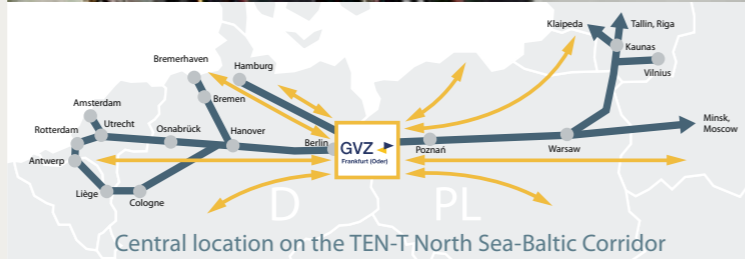 Klaipeda
Tallin, Riga
Kaunas
Vilnius
Bremerhaven
Hamburg
Bremen
Amsterdam
Utrecht
Rotterdam
Osnabrück
Hanover
Berlin
GVZ
Frankfurt (Oder)
Poznań
Warsaw
Minsk,
Moscow
Antwerp
Liège
Cologne
D
PL
Central location on the TEN-T North Sea-Baltic Corridor